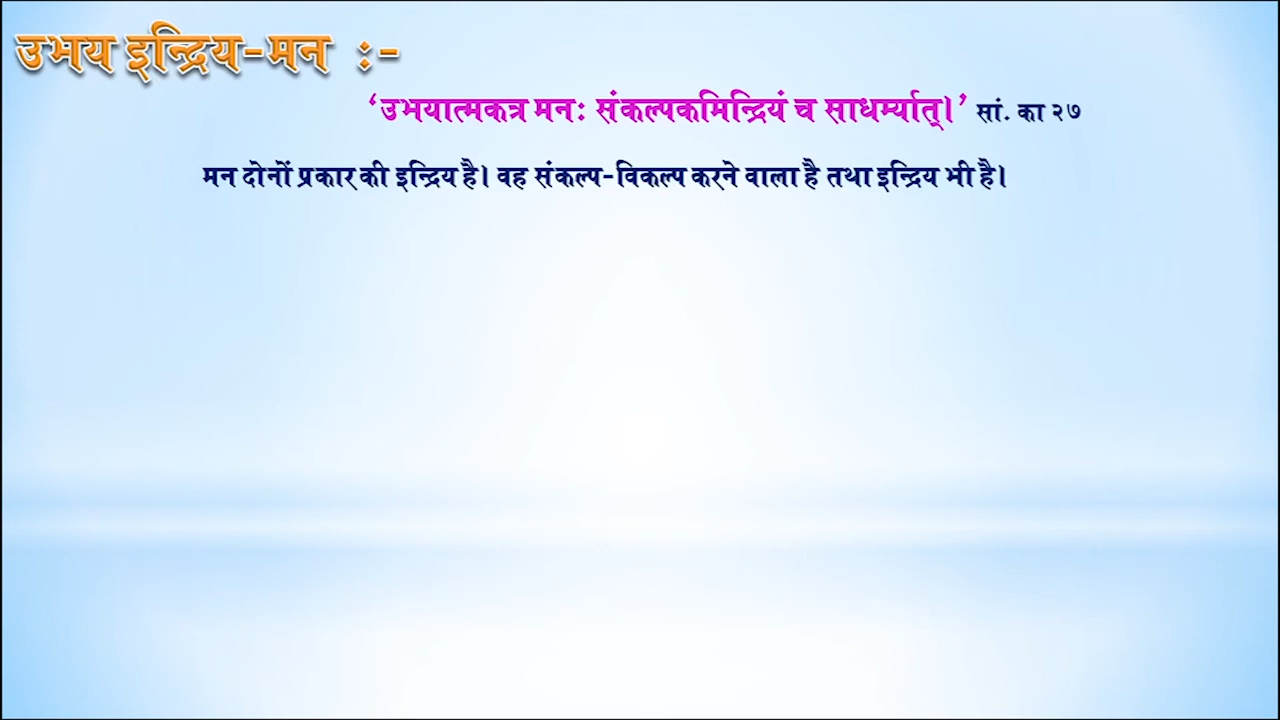 उभय इन्द्रिय-मन :-
‘उभयात्मकत्र मनः संकल्पकमिन्द्रियं च साधर्म्यात्।’ सां. का २७
मन दोनों प्रकार की इन्द्रिय है। वह संकल्प-विकल्प करने वाला है तथा इन्द्रिय भी है।